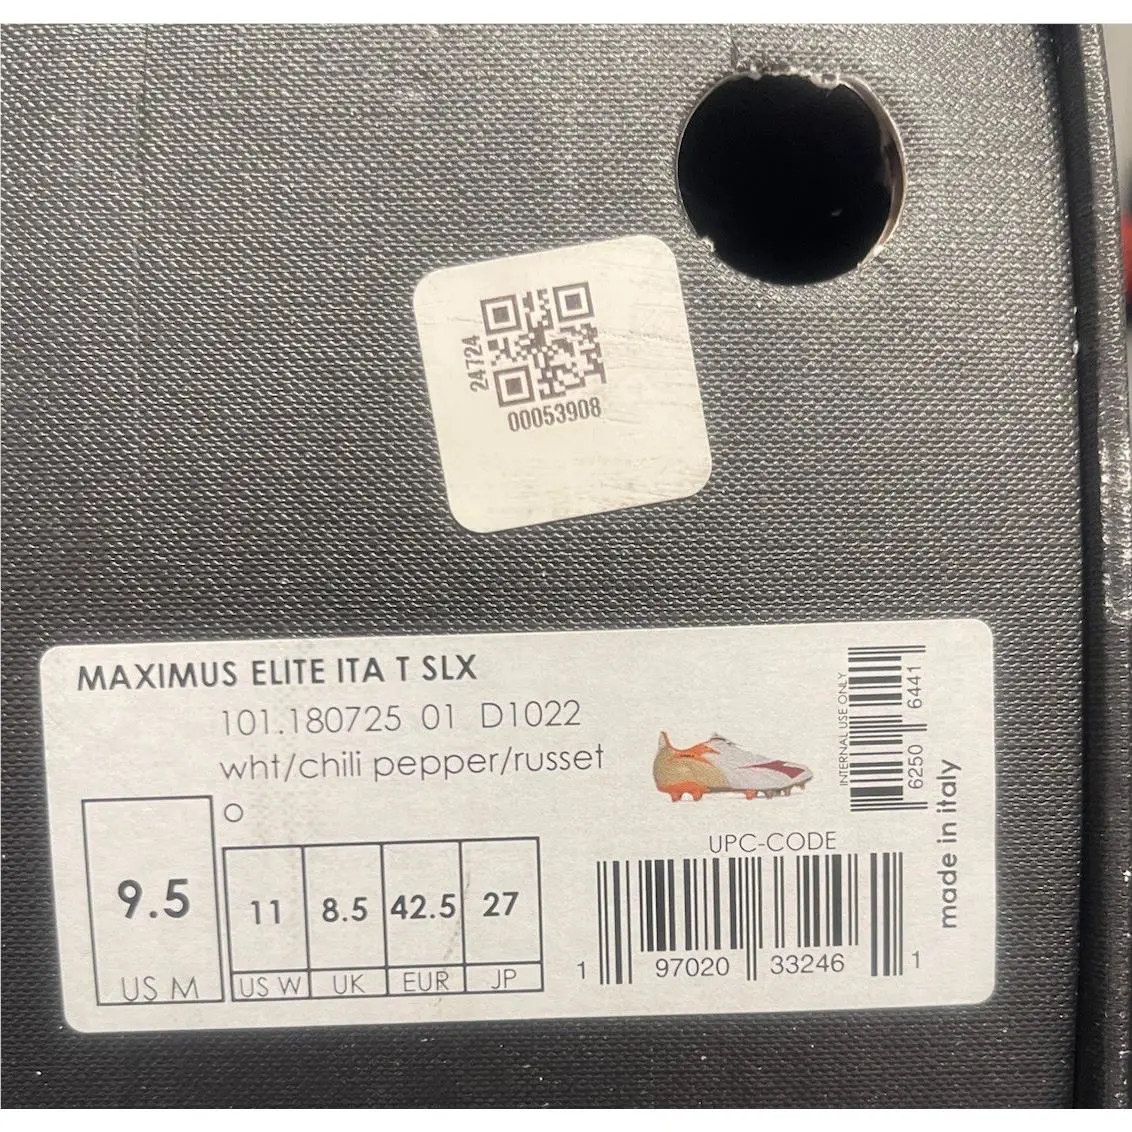 24724
00053908
MAXIMUS ELITE ITA T SLX
101.180725 01 D1022
wht/chili pepper/russet
O
9.5
US M
11
US W
8.5
UK
42.5
EUR
27
JP
UPC-CODE
1 97020 33246 1
INTERNAL USE ONLY
6250 6441
made in italy